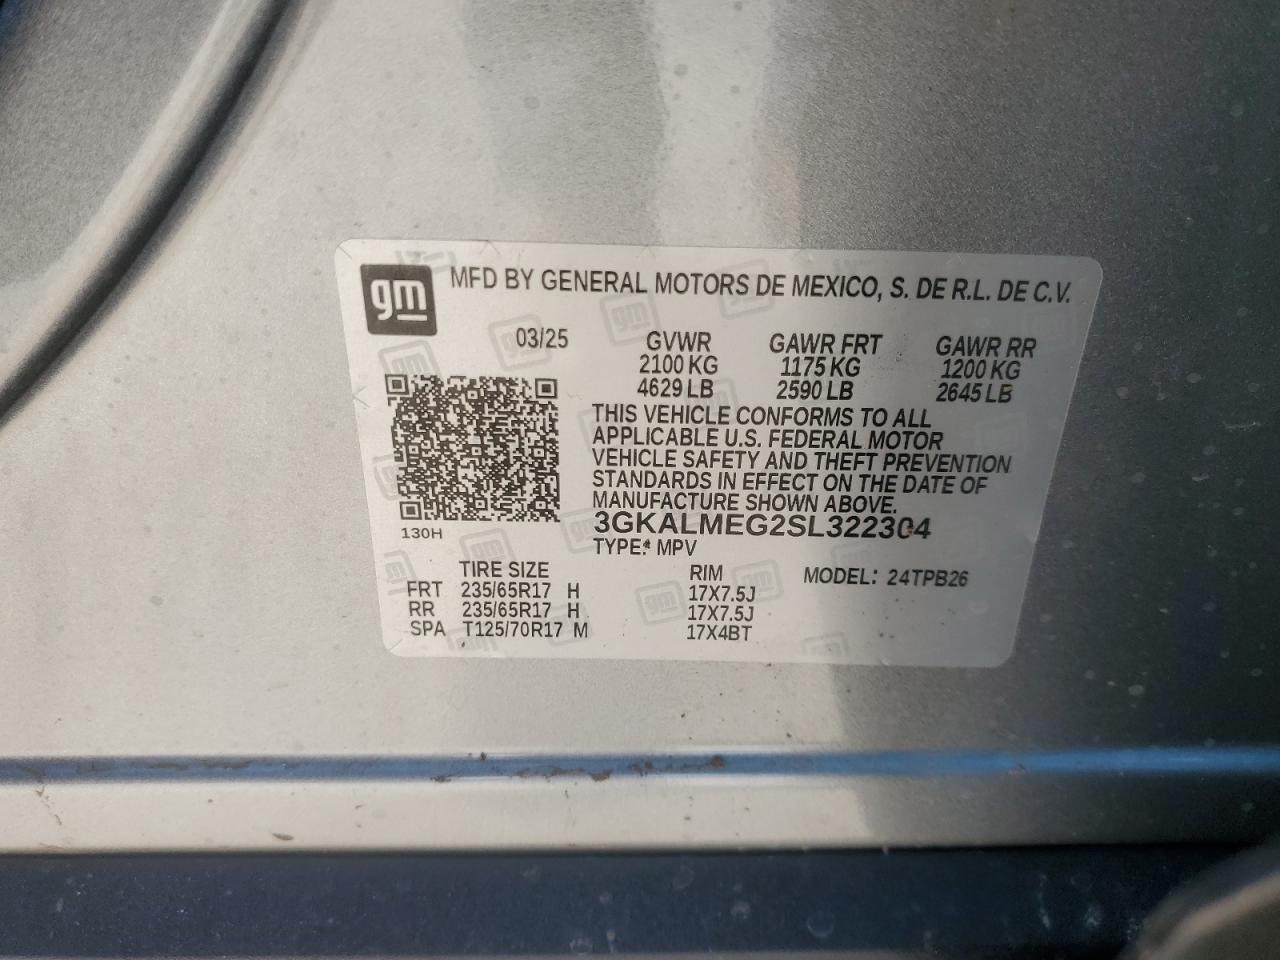 gm MFD BY GENERAL MOTORS DE MEXICO, S. DE R.L. DE C.V.
03/25 GVWR GAWR FRT GAWR RR
2100 KG 1175 KG 1200 KG
4629 LB 2590 LB 2645 LB
THIS VEHICLE CONFORMS TO ALL
APPLICABLE U.S. FEDERAL MOTOR
VEHICLE SAFETY AND THEFT PREVENTION
STANDARDS IN EFFECT ON THE DATE OF
MANUFACTURE SHOWN ABOVE.
3GKALMEG2SL322304
130H
TYPE: MPV
TIRE SIZE RIM MODEL: 24TPB26
FRT 235/65R17 H 17X7.5J
RR 235/65R17 H 17X7.5J
SPA T125/70R17 M 17X4BT